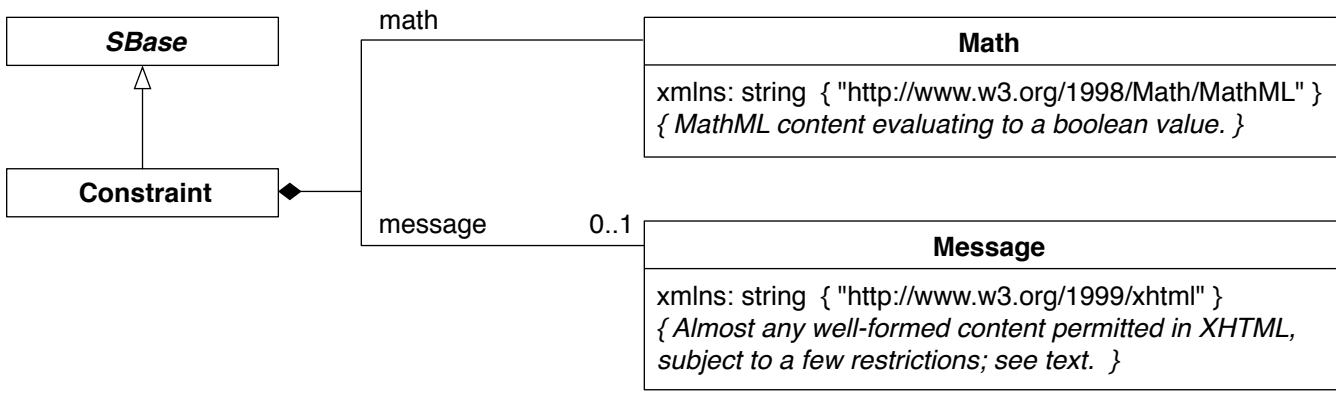 SBase
Constraint
math
Math
xmlns: string { "http://www.w3.org/1998/Math/MathML" }
{ MathML content evaluating to a boolean value. }
message 0..1
Message
xmlns: string { "http://www.w3.org/1999/xhtml" }
{ Almost any well-formed content permitted in XHTML,
subject to a few restrictions; see text. }